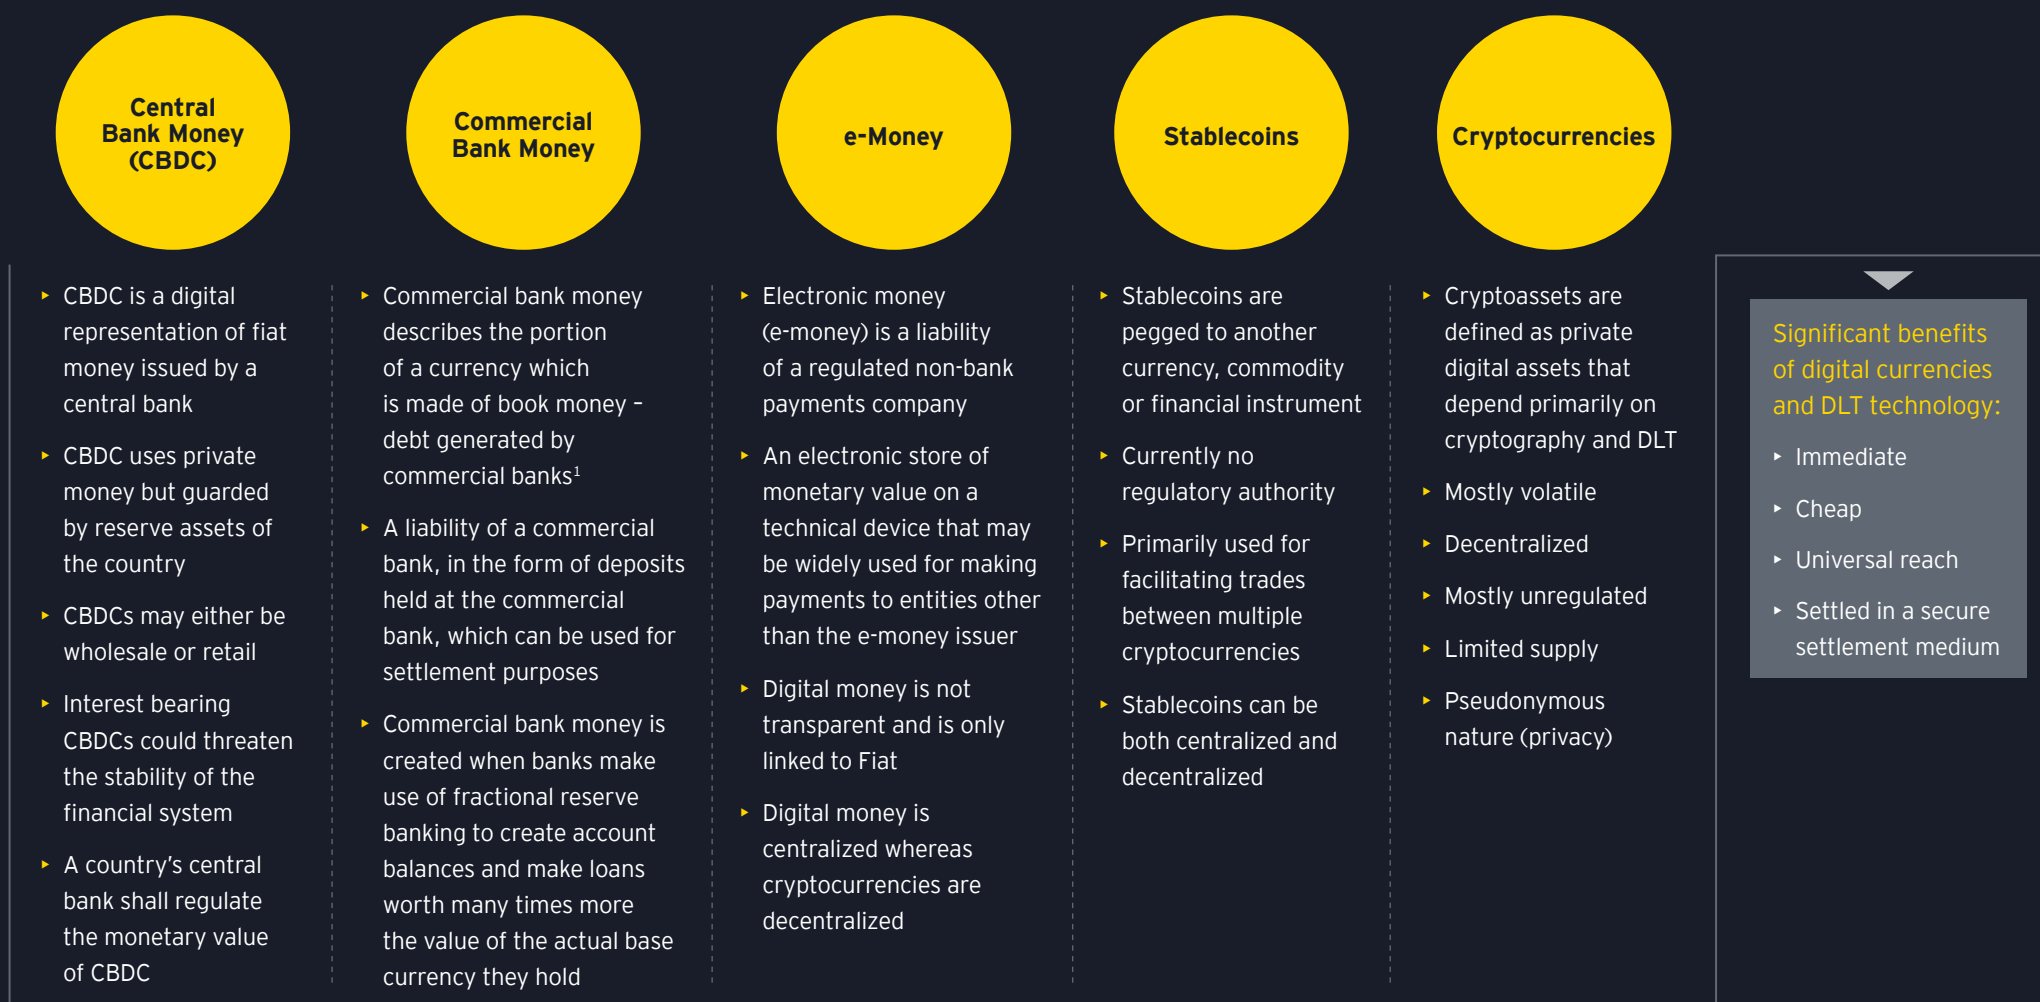 Central
Bank Money
(CBDC)
▸ CBDC is a digital
representation of fiat
money issued by a
central bank
▸ CBDC uses private
money but guarded
by reserve assets of
the country
▸ CBDCs may either be
wholesale or retail
▸ Interest bearing
CBDCs could threaten
the stability of the
financial system
▸ A country’s central
bank shall regulate
the monetary value
of CBDC
Commercial
Bank Money
▸ Commercial bank money
describes the portion
of a currency which
is made of book money –
debt generated by
commercial banks¹
▸ A liability of a commercial
bank, in the form of deposits
held at the commercial
bank, which can be used for
settlement purposes
▸ Commercial bank money is
created when banks make
use of fractional reserve
banking to create account
balances and make loans
worth many times more
the value of the actual base
currency they hold
e-Money
▸ Electronic money
(e-money) is a liability
of a regulated non-bank
payments company
▸ An electronic store of
monetary value on a
technical device that may
be widely used for making
payments to entities other
than the e-money issuer
▸ Digital money is not
transparent and is only
linked to Fiat
▸ Digital money is
centralized whereas
cryptocurrencies are
decentralized
Stablecoins
▸ Stablecoins are
pegged to another
currency, commodity
or financial instrument
▸ Currently no
regulatory authority
▸ Primarily used for
facilitating trades
between multiple
cryptocurrencies
▸ Stablecoins can be
both centralized and
decentralized
Cryptocurrencies
▸ Cryptoassets are
defined as private
digital assets that
depend primarily on
cryptography and DLT
▸ Mostly volatile
▸ Decentralized
▸ Mostly unregulated
▸ Limited supply
▸ Pseudonymous
nature (privacy)
Significant benefits
of digital currencies
and DLT technology:
▸ Immediate
▸ Cheap
▸ Universal reach
▸ Settled in a secure
settlement medium